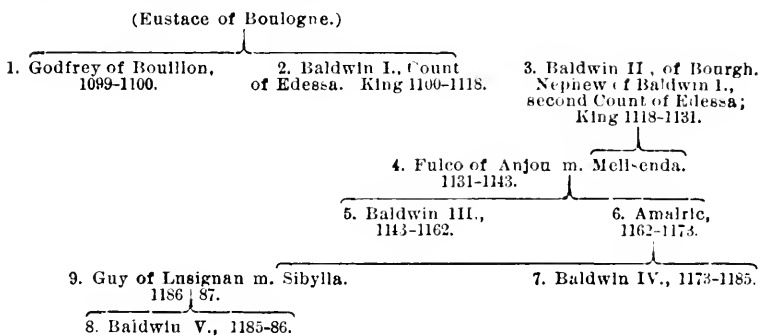 (Eustace of Boulogne.)
1. Godfrey of Bouillon,
1099-1100.
2. Baldwin I., Count
of Edessa. King 1100-1118.
3. Baldwin II, of Bourgh.
Nephew of Baldwin I.,
second Count of Edessa;
King 1118-1131.
4. Fulco of Anjou m. Melisenda.
1131-1143.
5. Baldwin III.,
1143-1162.
6. Amalric,
1162-1173.
9. Guy of Lusignan m. Sibylla.
1186 87.
7. Baldwin IV., 1173-1185.
8. Baldwin V., 1185-86.